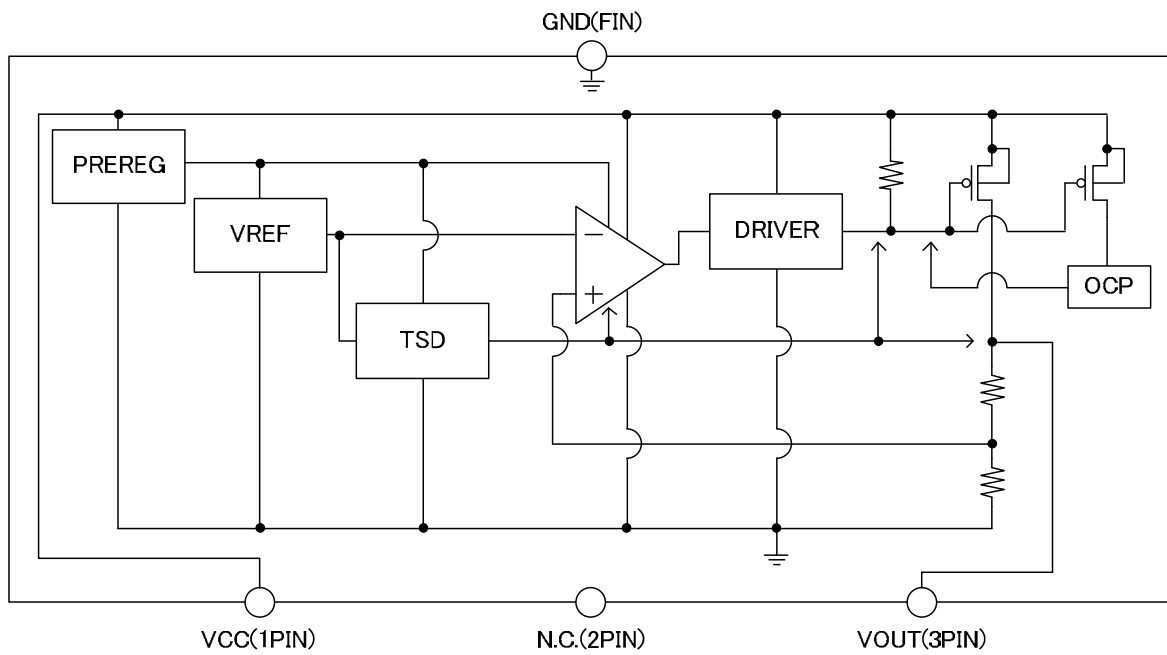 GND(FIN)
PREREG
VREF
TSD
−
+
DRIVER
OCP
VCC(1PIN)
N.C.(2PIN)
VOUT(3PIN)